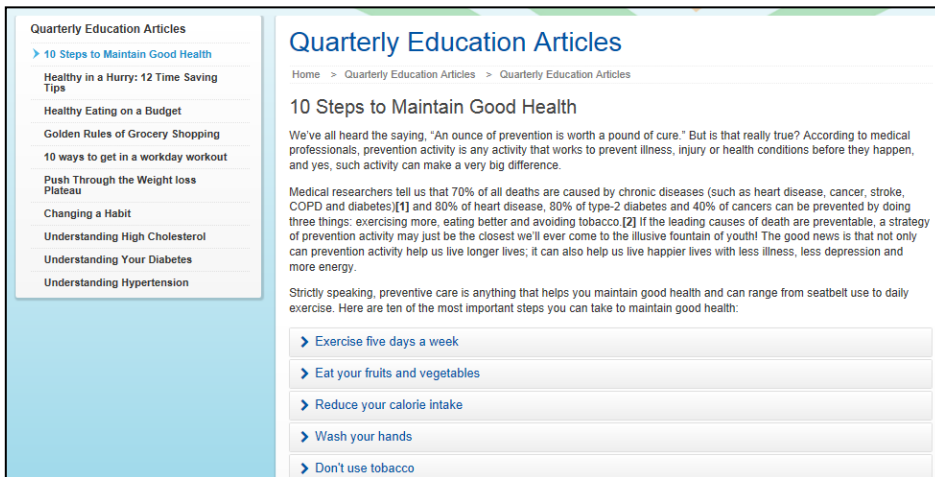 Quarterly Education Articles
10 Steps to Maintain Good Health
Healthy in a Hurry: 12 Time Saving
Tips
Healthy Eating on a Budget
Golden Rules of Grocery Shopping
10 ways to get in a workday workout
Push Through the Weight loss
Plateau
Changing a Habit
Understanding High Cholesterol
Understanding Your Diabetes
Understanding Hypertension
Quarterly Education Articles
Home > Quarterly Education Articles > Quarterly Education Articles
10 Steps to Maintain Good Health
We've all heard the saying, "An ounce of prevention is worth a pound of cure." But is that really true? According to medical
professionals, prevention activity is any activity that works to prevent illness, injury or health conditions before they happen,
and yes, such activity can make a very big difference.
Medical researchers tell us that 70% of all deaths are caused by chronic diseases (such as heart disease, cancer, stroke,
COPD and diabetes)[1] and 80% of heart disease, 80% of type-2 diabetes and 40% of cancers can be prevented by doing
three things: exercising more, eating better and avoiding tobacco.[2] If the leading causes of death are preventable, a strategy
of prevention activity may just be the closest we'll ever come to the illusive fountain of youth! The good news is that not only
can prevention activity help us live longer lives; it can also help us live happier lives with less illness, less depression and
more energy.
Strictly speaking, preventive care is anything that helps you maintain good health and can range from seatbelt use to daily
exercise. Here are ten of the most important steps you can take to maintain good health:
Exercise five days a week
Eat your fruits and vegetables
Reduce your calorie intake
Wash your hands
Don't use tobacco